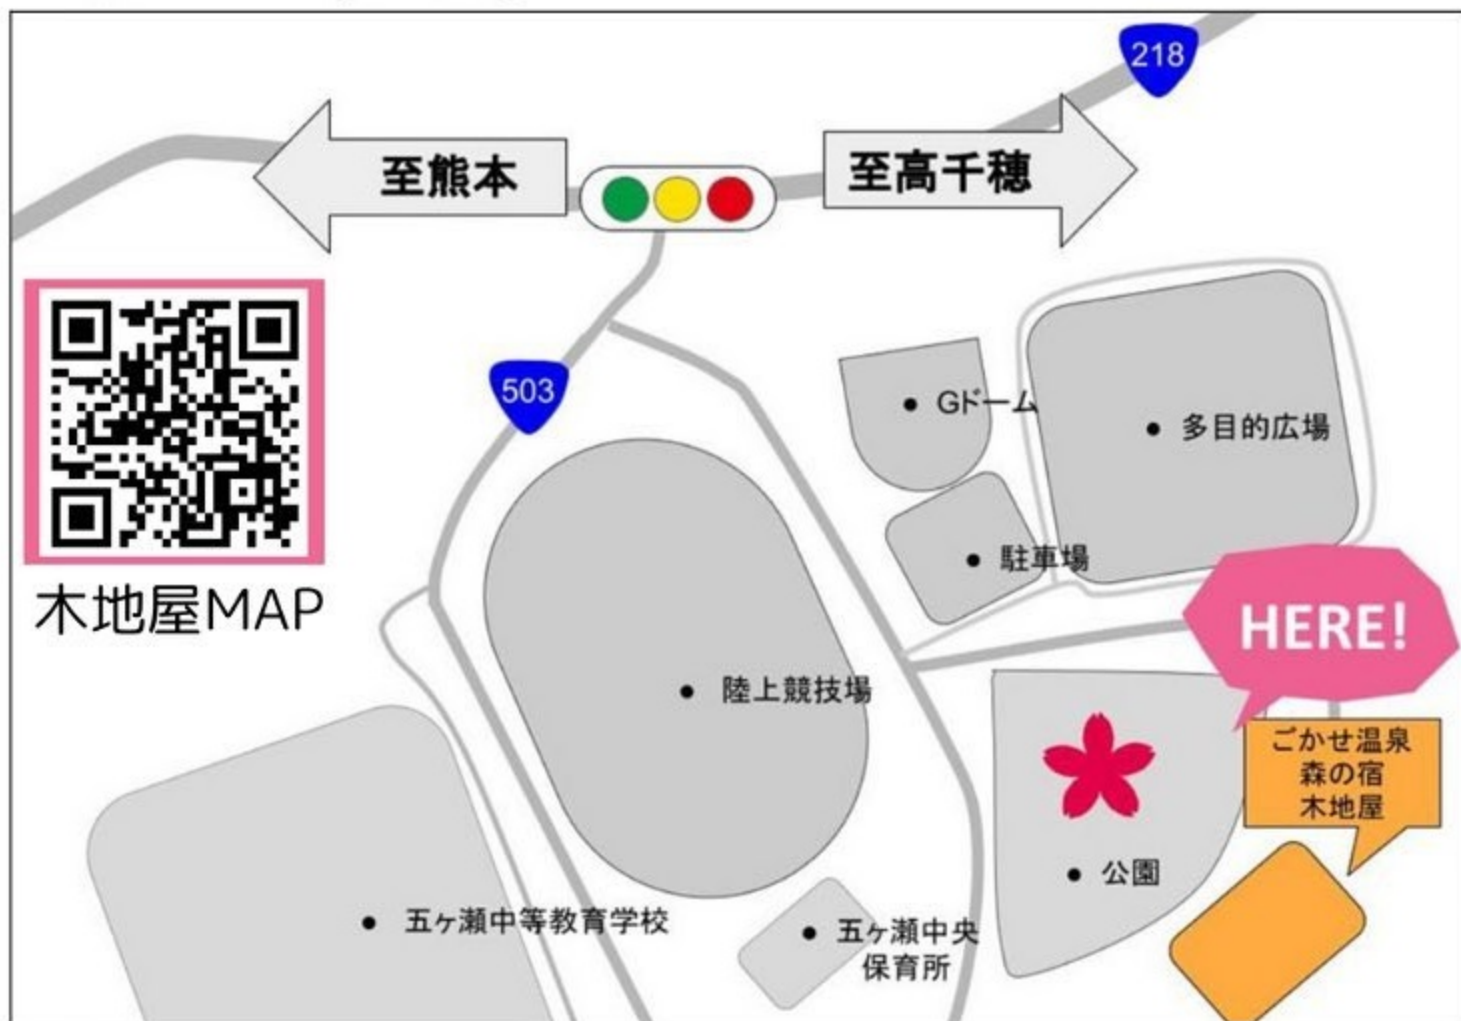 218
至熊本
至高千穂
503
Gドーム
多目的広場
駐車場
木地屋MAP
HERE!
陸上競技場
ごかせ温泉
森の宿
木地屋
公園
五ヶ瀬中等教育学校
五ヶ瀬中央
保育所